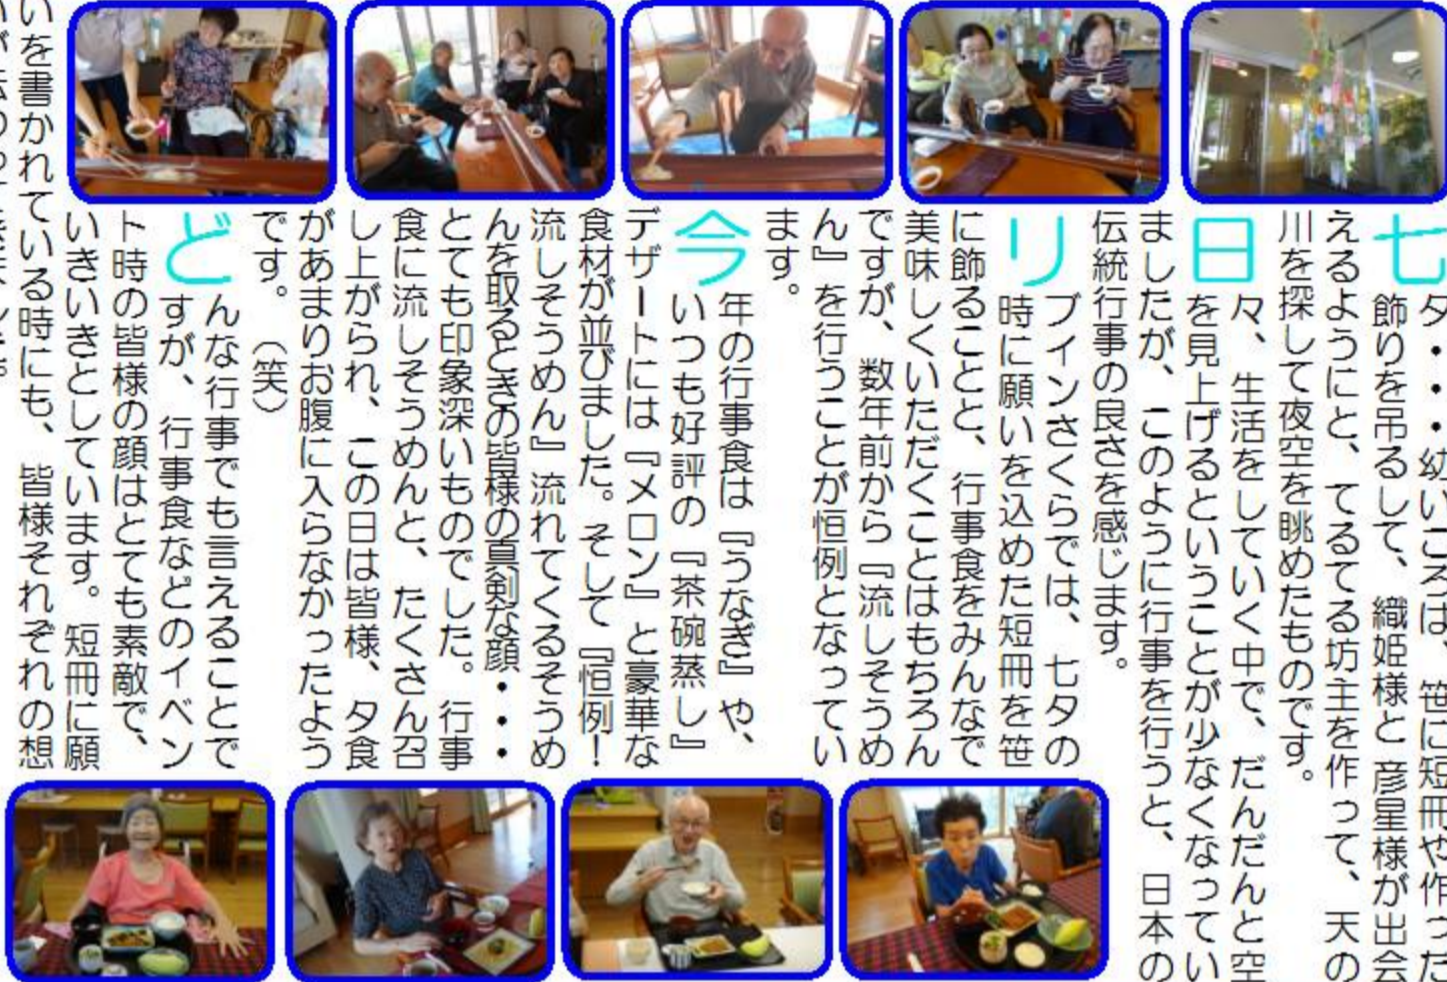 七夕・・・幼いころは、笹に短冊や作った
飾りを吊るして、織姫様と彦星様が出会
えるようにと、てるてる坊主を作って、天の
川を探して夜空を眺めたものです。
日々、生活をしていく中で、だんだんと空
を見上げるということが少なくなってい
ましたが、このように行事を行うと、日本の
伝統行事の良さを感じます。
リブインさくらでは、七夕の
時に願いを込めた短冊を笹
に飾ることと、行事食をみんなで
美味しくいただくことはもちろん
ですが、数年前から『流しそうめ
ん』を行うことが恒例となってい
ます。
今年の行事食は『うなぎ』や、
いつも好評の『茶碗蒸し』
デザートには『メロン』と豪華な
食材が並びました。そして『恒例！
流しそうめん』流れてくるそうめ
んを取るときの皆様の真剣な顔・・・
とても印象深いものでした。行事
食に流しそうめんと、たくさん召
し上がられ、この日は皆様、夕食
があまりお腹に入らなかったよう
です。（笑）
どんな行事でも言えることで
すが、行事食などのイベン
ト時の皆様の顔はとても素敵で、
いきいきとしています。短冊に願
いを書かれている時にも、皆様それぞれの想